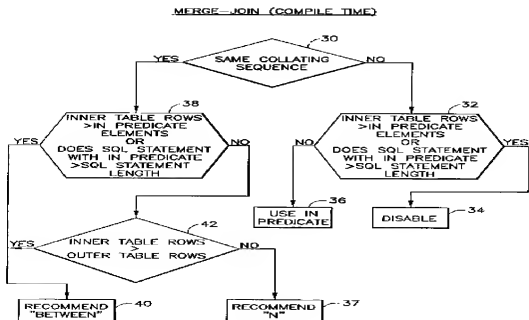 MERGE-JOIN (COMPILE TIME)
30
SAME COLLATING
SEQUENCE
YES
NO
38
INNER TABLE ROWS
>IN PREDICATE
ELEMENTS
OR
DOES SQL STATEMENT
WITH IN PREDICATE
>SQL STATEMENT
LENGTH
YES
NO
32
INNER TABLE ROWS
>IN PREDICATE
ELEMENTS
OR
DOES SQL STATEMENT
WITH IN PREDICATE
>SQL STATEMENT
LENGTH
NO
YES
USE IN
PREDICATE
36
DISABLE
34
42
INNER TABLE ROWS
>
OUTER TABLE ROWS
YES
NO
RECOMMEND
"BETWEEN"
40
RECOMMEND
"N"
37